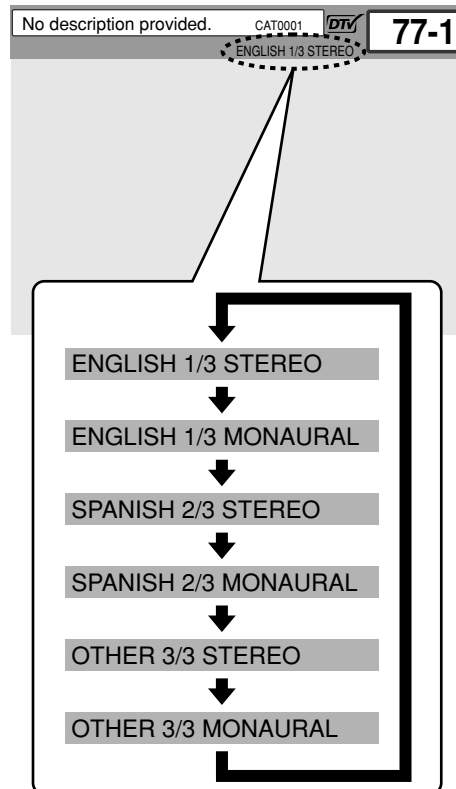 No description provided. CAT0001 DTV 77-1
ENGLISH 1/3 STEREO
ENGLISH 1/3 STEREO
ENGLISH 1/3 MONAURAL
SPANISH 2/3 STEREO
SPANISH 2/3 MONAURAL
OTHER 3/3 STEREO
OTHER 3/3 MONAURAL